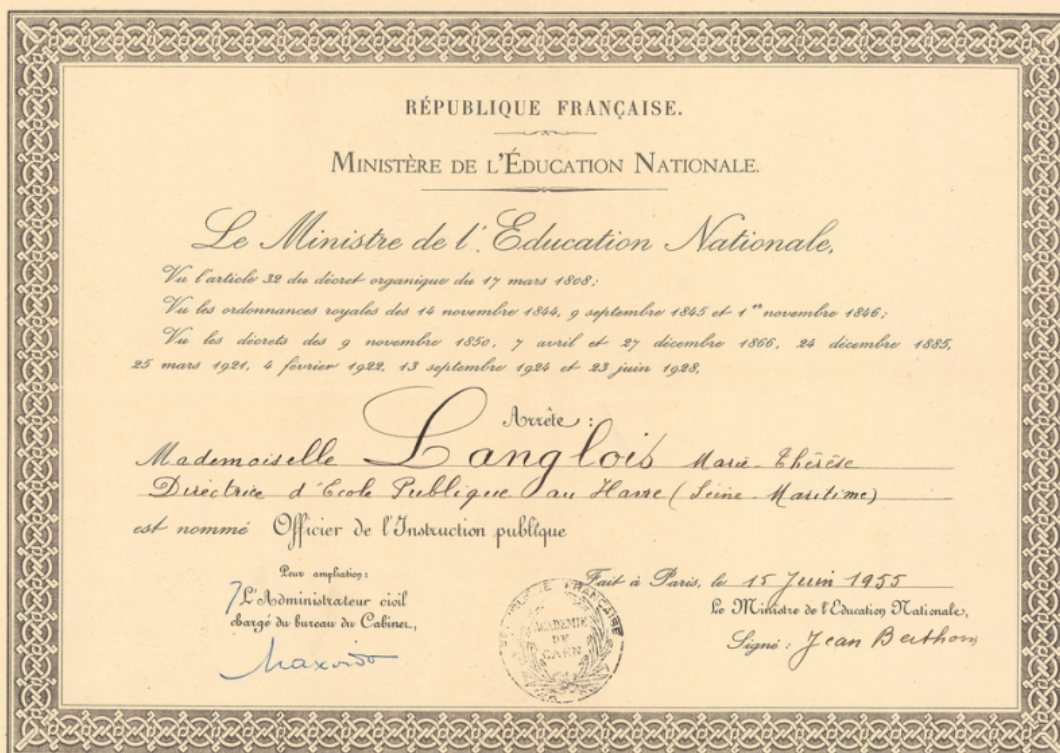 RÉPUBLIQUE FRANÇAISE.
MINISTÈRE DE L'ÉDUCATION NATIONALE.
Le Ministre de l'Education Nationale,
Vu l'article 32 du décret organique du 17 mars 1808;
Vu les ordonnances royales des 14 novembre 1844, 9 septembre 1845 et 1er novembre 1846;
Vu les décrets des 9 novembre 1850, 7 avril et 27 décembre 1866, 24 décembre 1885,
25 mars 1921, 4 février 1922, 13 septembre 1924 et 23 juin 1928,
Arrête :
Mademoiselle Langlois Marie-Thérèse
Directrice d'Ecole Publique au Havre (Seine-Maritime)
est nommé Officier de l'Instruction publique
Pour ampliation:
L'Administrateur civil
chargé du bureau du Cabinet,
Fait à Paris, le 15 Juin 1955
Le Ministre de l'Education Nationale,
Signé : Jean Berthoin
RÉPUBLIQUE FRANÇAISE
ACADEMIE
DE
CAEN